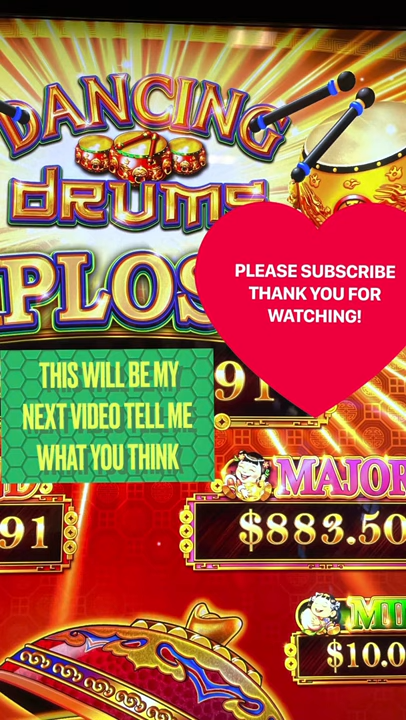 DANCING
drums
PLOS
PLEASE SUBSCRIBE
THANK YOU FOR
WATCHING!
THIS WILL BE MY
NEXT VIDEO TELL ME
WHAT YOU THINK
91
MAJOR
91
$883.50
$10.0